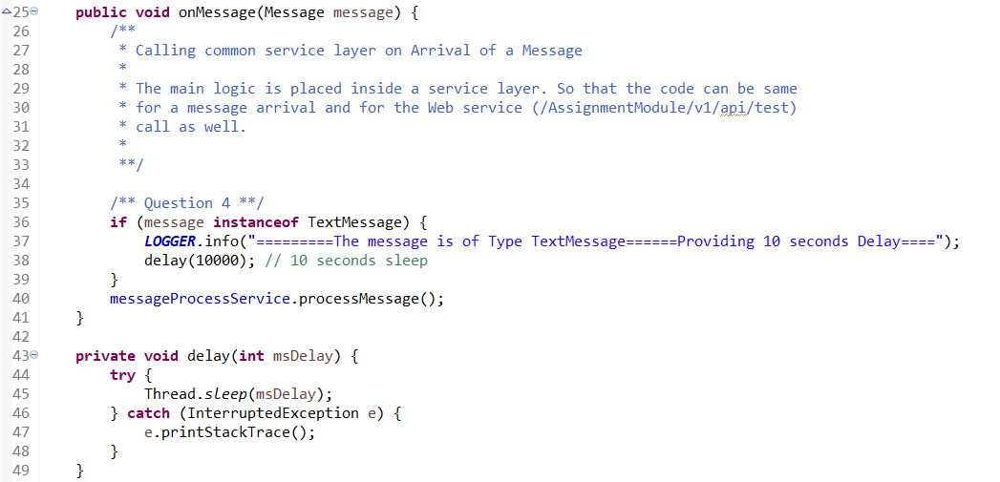 25 public void onMessage(Message message) {
26 /**
27 * Calling common service layer on Arrival of a Message
28 *
29 * The main logic is placed inside a service layer. So that the code can be same
30 * for a message arrival and for the Web service (/AssignmentModule/v1/api/test)
31 * call as well.
32 *
33 **/
34
35 /** Question 4 **/
36 if (message instanceof TextMessage) {
37 LOGGER.info("=========The message is of Type TextMessage======Providing 10 seconds Delay====");
38 delay(10000); // 10 seconds sleep
39 }
40 messageProcessService.processMessage();
41 }
42
43 private void delay(int msDelay) {
44 try {
45 Thread.sleep(msDelay);
46 } catch (InterruptedException e) {
47 e.printStackTrace();
48 }
49 }